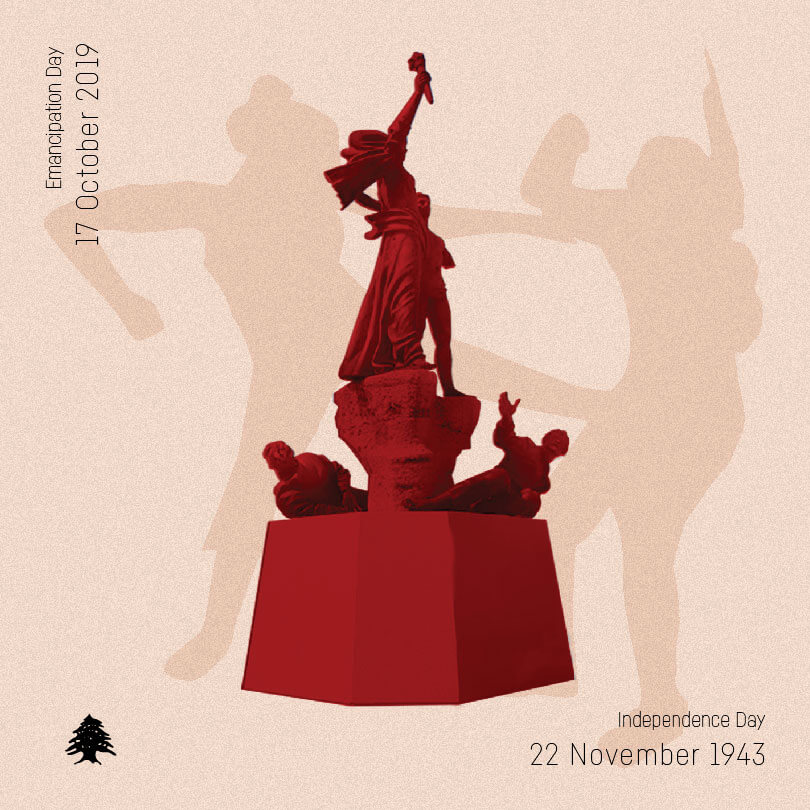 Emancipation Day
17 October 2019
Independence Day
22 November 1943